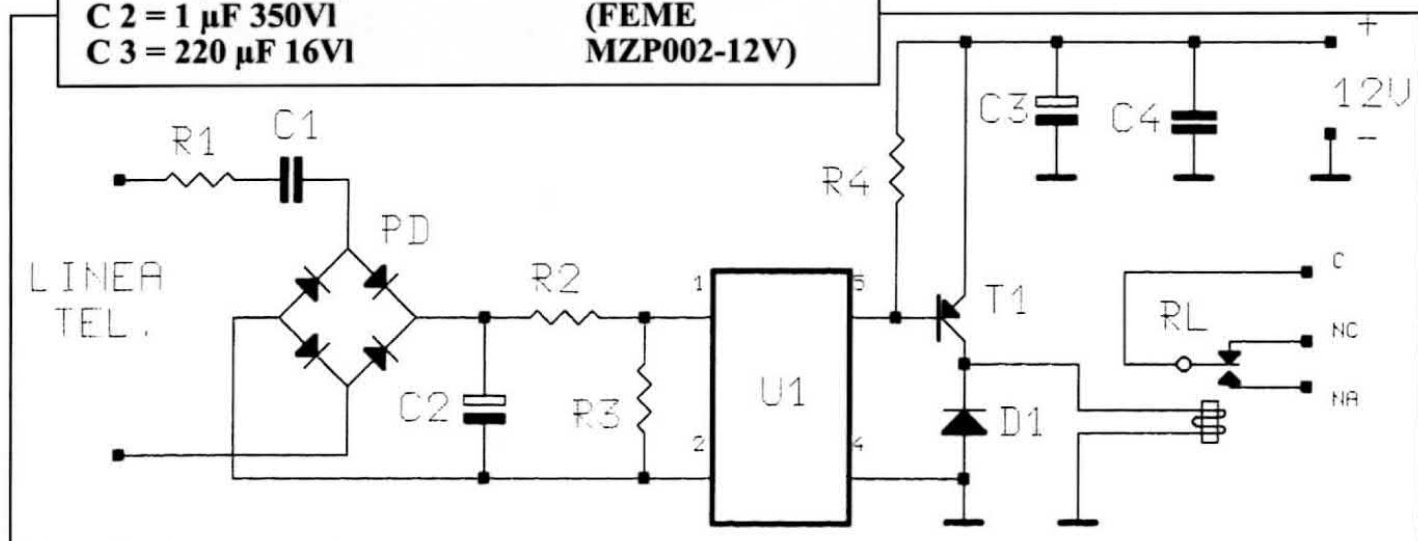 C 2 = 1 µF 350Vl (FEME
C 3 = 220 µF 16Vl MZP002-12V)
+
12V
-
C3
C4
R1
C1
R4
PD
LINEA
TEL.
R2
1
5
T1
C
RL
NC
NA
C2
R3
U1
D1
2
4